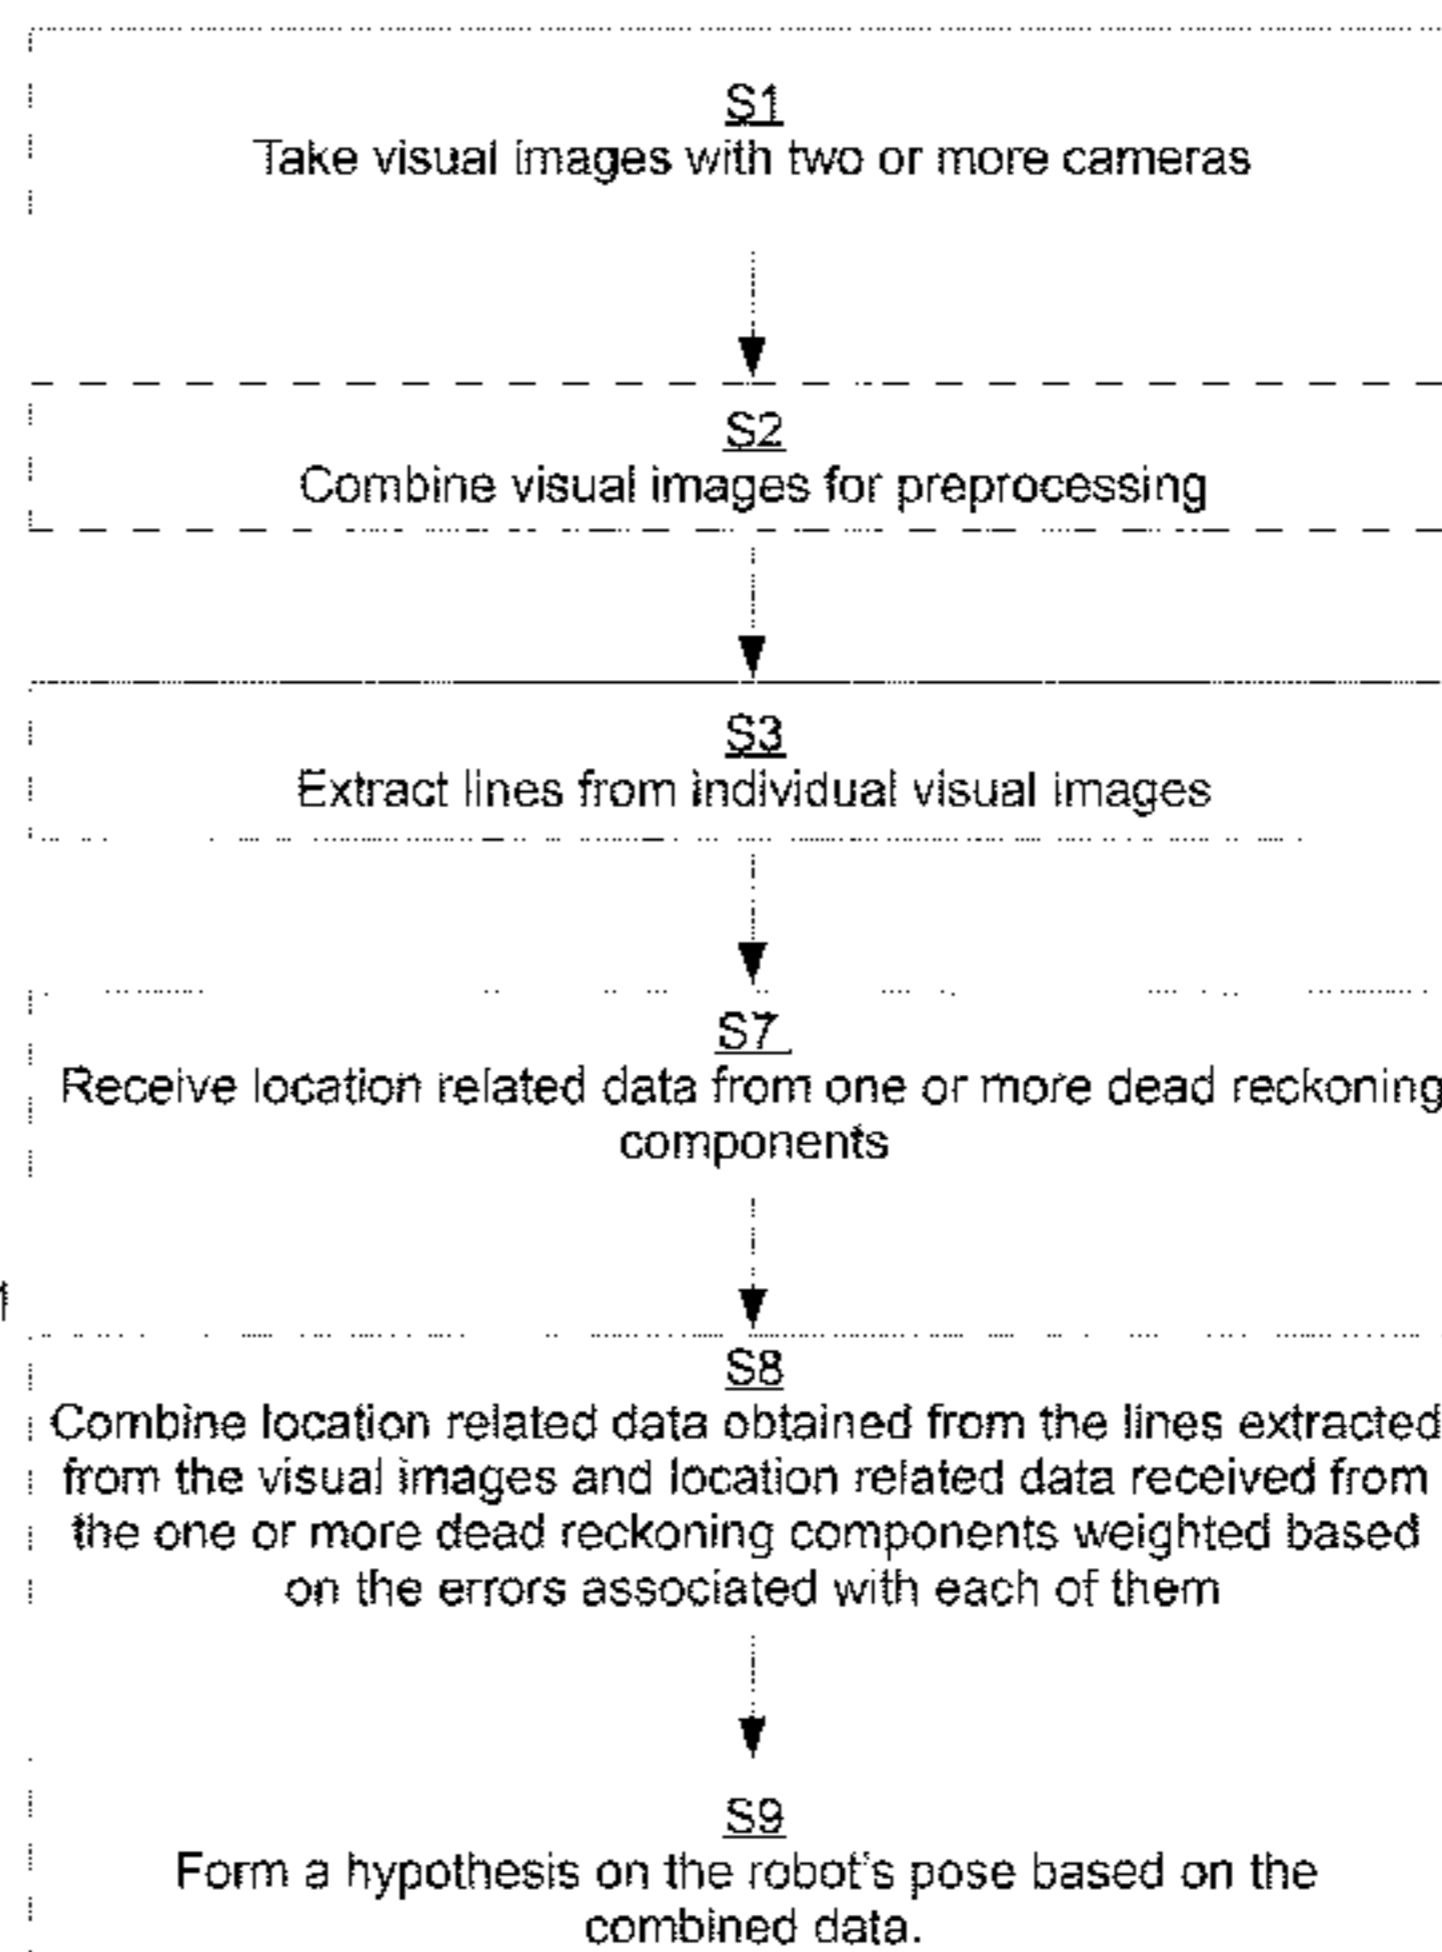 S1
Take visual images with two or more cameras
S2
Combine visual images for preprocessing
S3
Extract lines from individual visual images
S7
Receive location related data from one or more dead reckoning
components
S8
Combine location related data obtained from the lines extracted
from the visual images and location related data received from
the one or more dead reckoning components weighted based
on the errors associated with each of them
S9
Form a hypothesis on the robot's pose based on the
combined data.